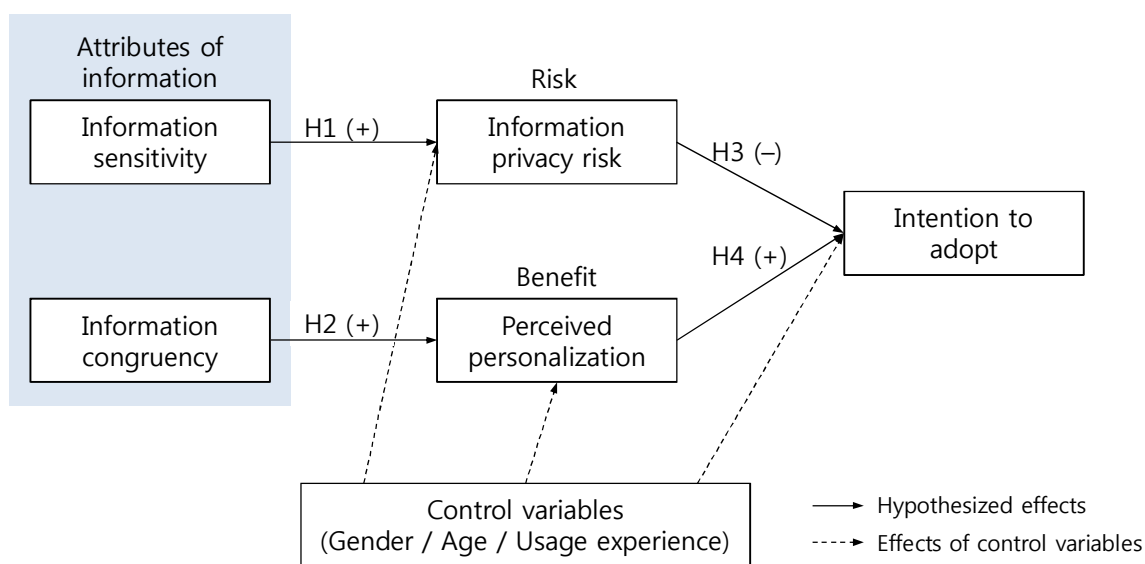 Attributes of
information
Information
sensitivity
H1 (+)
Risk
Information
privacy risk
H3 (–)
Intention to
adopt
H4 (+)
Information
congruency
H2 (+)
Benefit
Perceived
personalization
Control variables
(Gender / Age / Usage experience)
Hypothesized effects
Effects of control variables